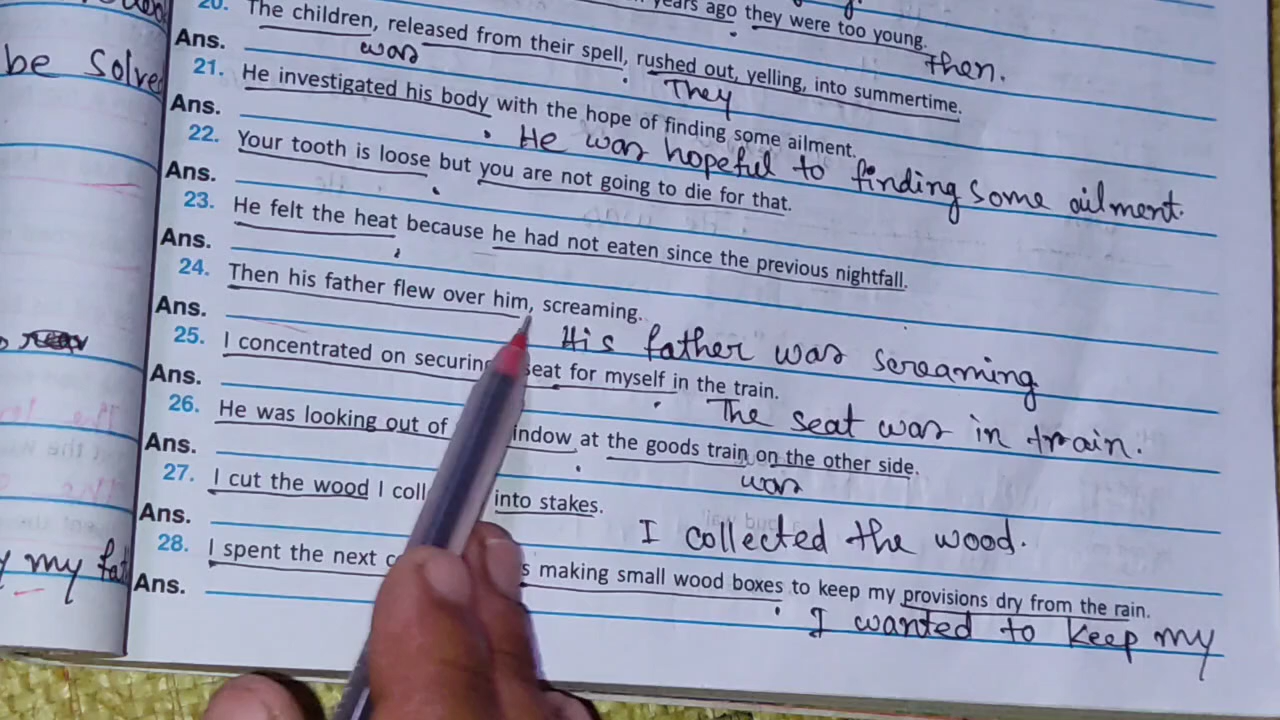 years ago they were too young.
then.
be solve
20. The children, released from their spell, rushed out, yelling, into summertime.
Ans. was They
21. He investigated his body with the hope of finding some ailment.
Ans. . He was hopeful to finding some ailment.
22. Your tooth is loose but you are not going to die for that.
Ans. .
23. He felt the heat because he had not eaten since the previous nightfall.
Ans. ,
24. Then his father flew over him, screaming.
Ans. His father was screaming
25. I concentrated on securing seat for myself in the train.
Ans. . The seat was in train.
26. He was looking out of indow at the goods train on the other side.
Ans. . was
27. I cut the wood I coll into stakes.
Ans. I collected the wood.
28. I spent the next c s making small wood boxes to keep my provisions dry from the rain.
Ans. . I wanted to keep my
my fat